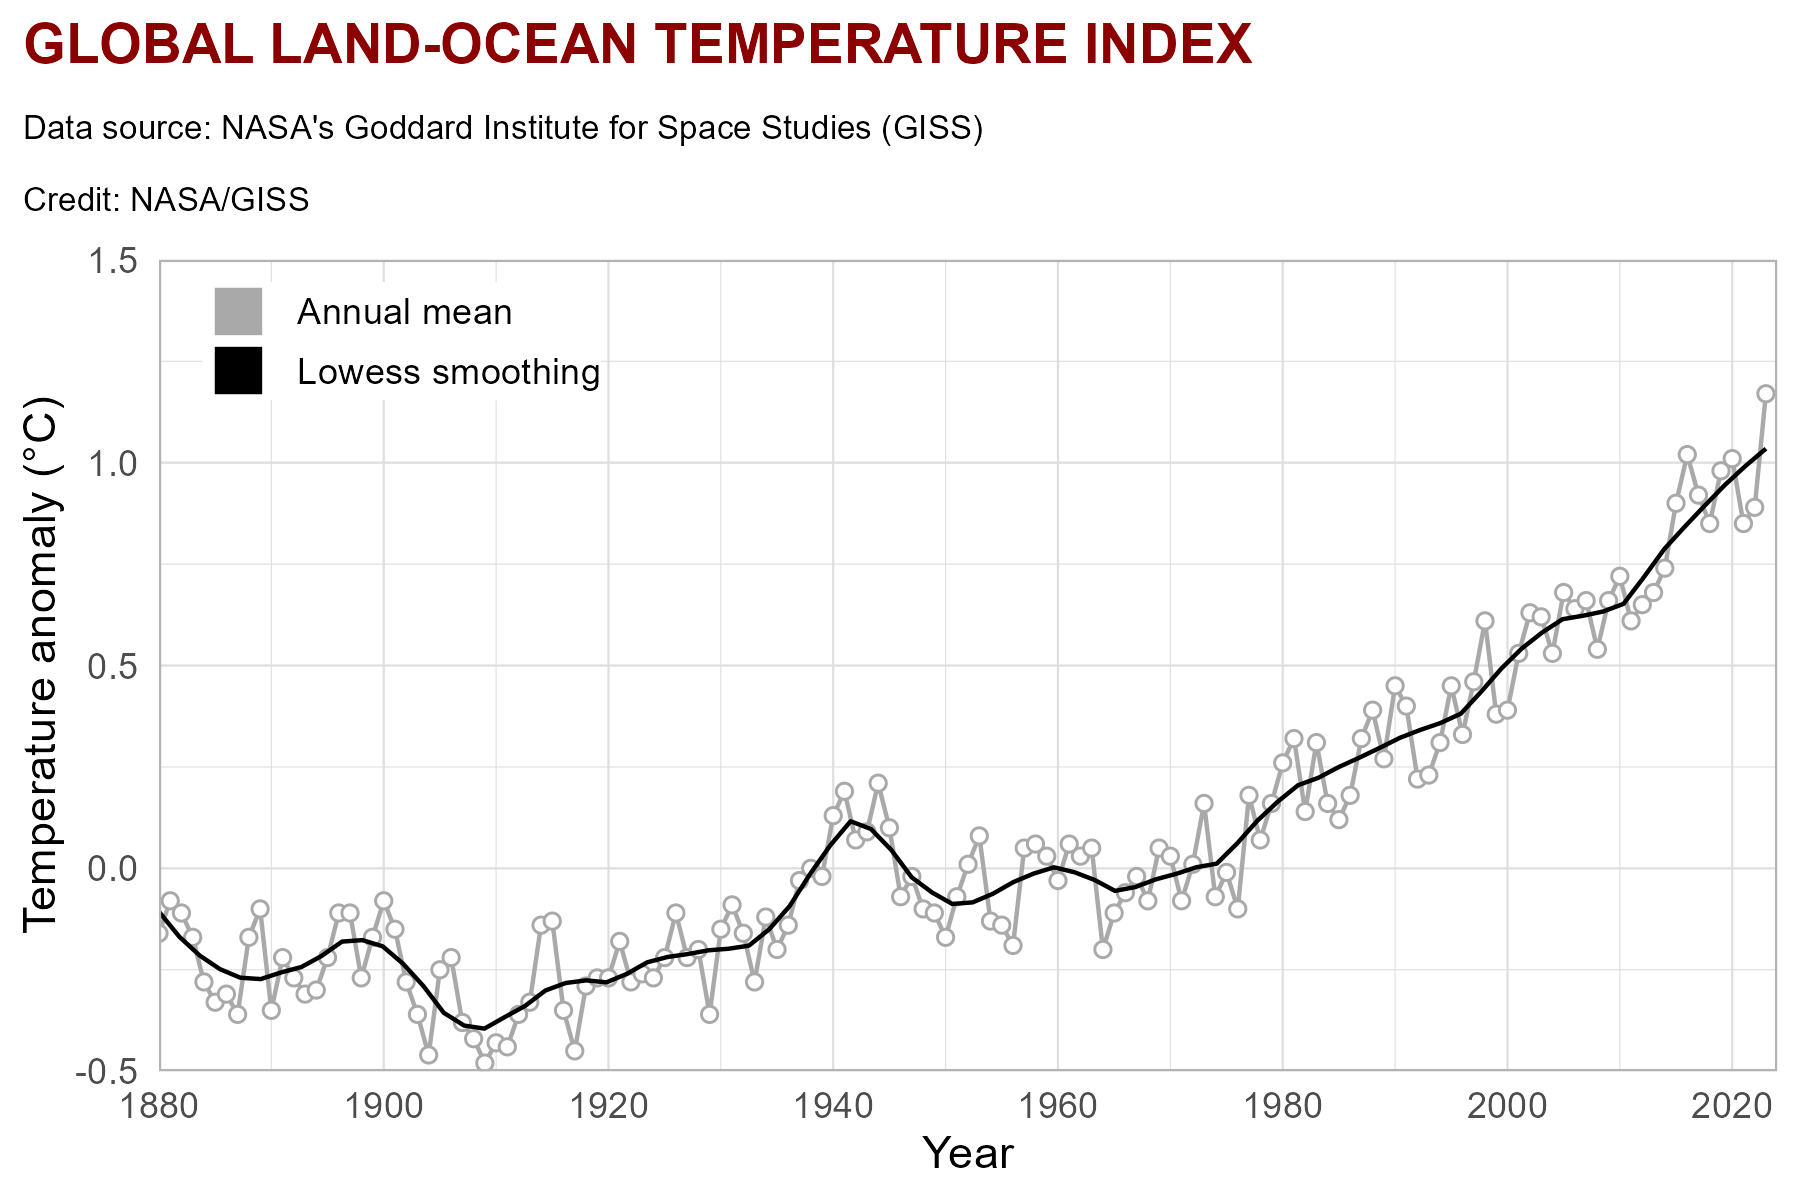 GLOBAL LAND-OCEAN TEMPERATURE INDEX
Data source: NASA's Goddard Institute for Space Studies (GISS)
Credit: NASA/GISS
1.5
1.0
0.5
0.0
-0.5
Temperature anomaly (°C)
Annual mean
Lowess smoothing
1880 1900 1920 1940 1960 1980 2000 2020
Year